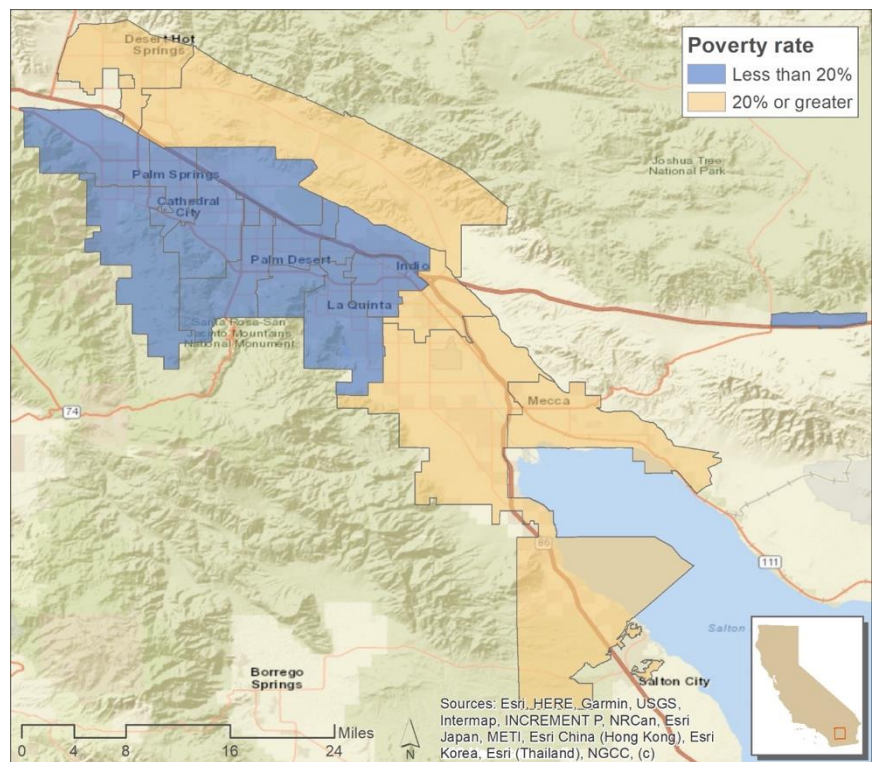 Desert Hot
Springs
Poverty rate
Less than 20%
20% or greater
Joshua Tree
National Park
Palm Springs
Cathedral
City
Palm Desert
Indio
La Quinta
Santa Rosa-San
Jacinto Mountains
National Monument
Mecca
74
86
111
Salton
Borrego
Springs
Salton City
Sources: Esri, HERE, Garmin, USGS,
Intermap, INCREMENT P, NRCan, Esri
Japan, METI, Esri China (Hong Kong), Esri
Korea, Esri (Thailand), NGCC, (c)
Miles
0 4 8 16 24
N